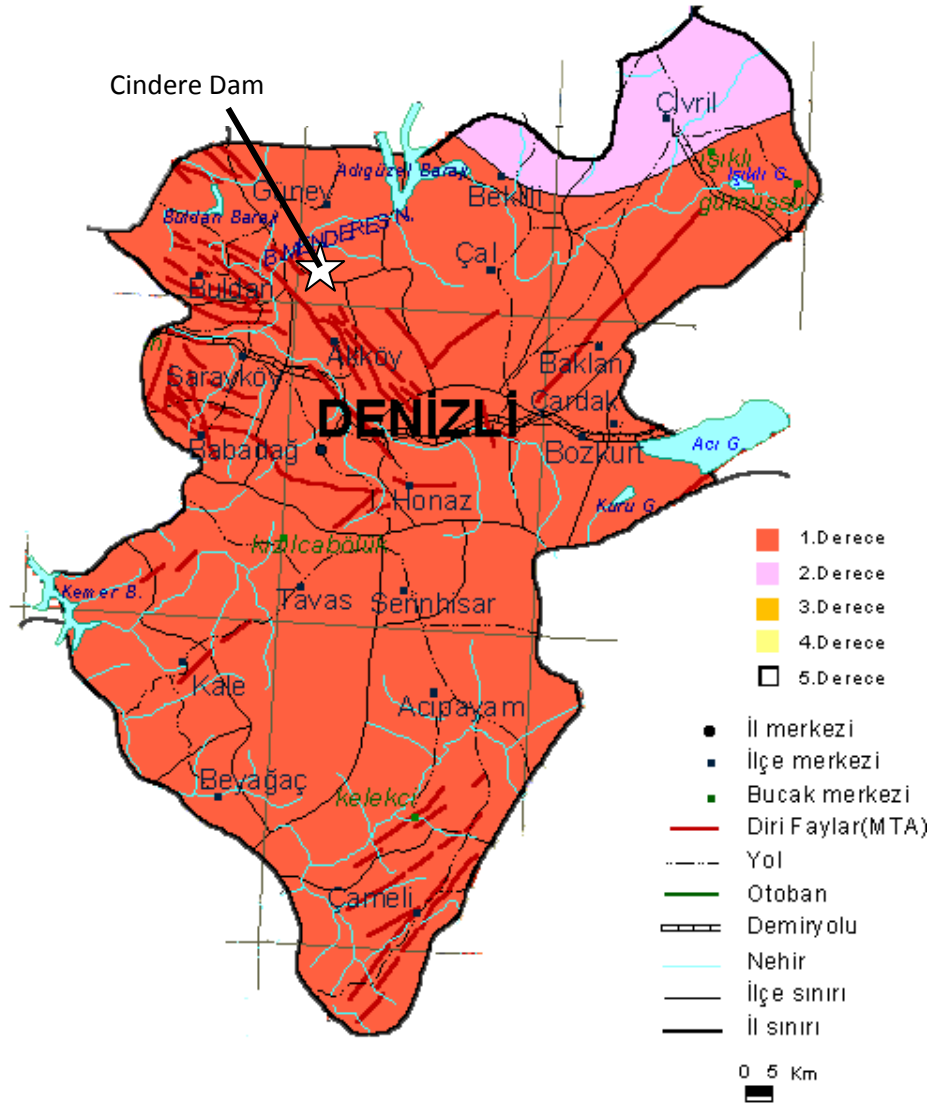 Cindere Dam
Çivril
Işıklı
Işıklı G.
gümüşsu
Adıgüzel Barajı
Güney
Bekilli
Buldan Barajı
B.MENDERES N.
Çal
Buldan
Akköy
Baklan
Sarayköy
Çardak
DENİZLİ
Babadağ
Bozkurt
Acı G.
Honaz
Kuru G.
kızılcabölük
Kemer B.
Tavas
Serinhisar
Kale
Acıpayam
Beyağaç
kelekci
Çameli
1.Derece
2.Derece
3.Derece
4.Derece
5.Derece
İl merkezi
İlçe merkezi
Bucak merkezi
Diri Faylar(MTA)
Yol
Otoban
Demiryolu
Nehir
İlçe sınırı
İl sınırı
0 5 Km